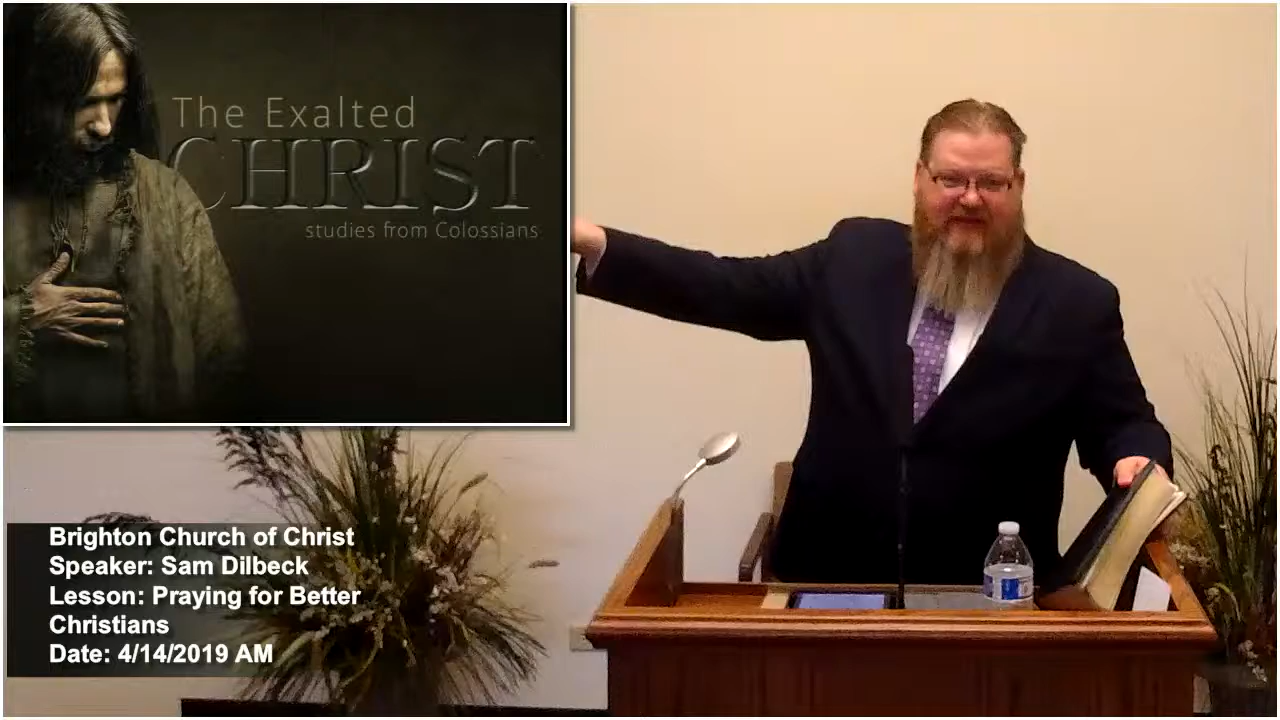 The Exalted
CHRIST
studies from Colossians
Brighton Church of Christ
Speaker: Sam Dilbeck
Lesson: Praying for Better
Christians
Date: 4/14/2019 AM